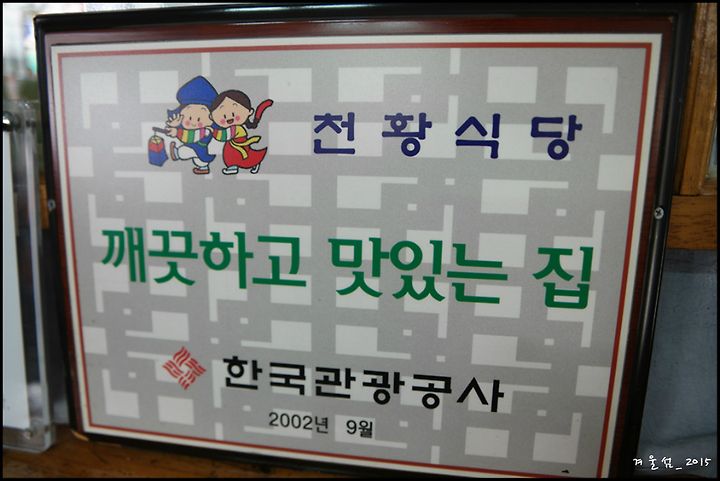 천황식당
깨끗하고 맛있는 집
한국관광공사
2002년 9월
겨울섬_2015